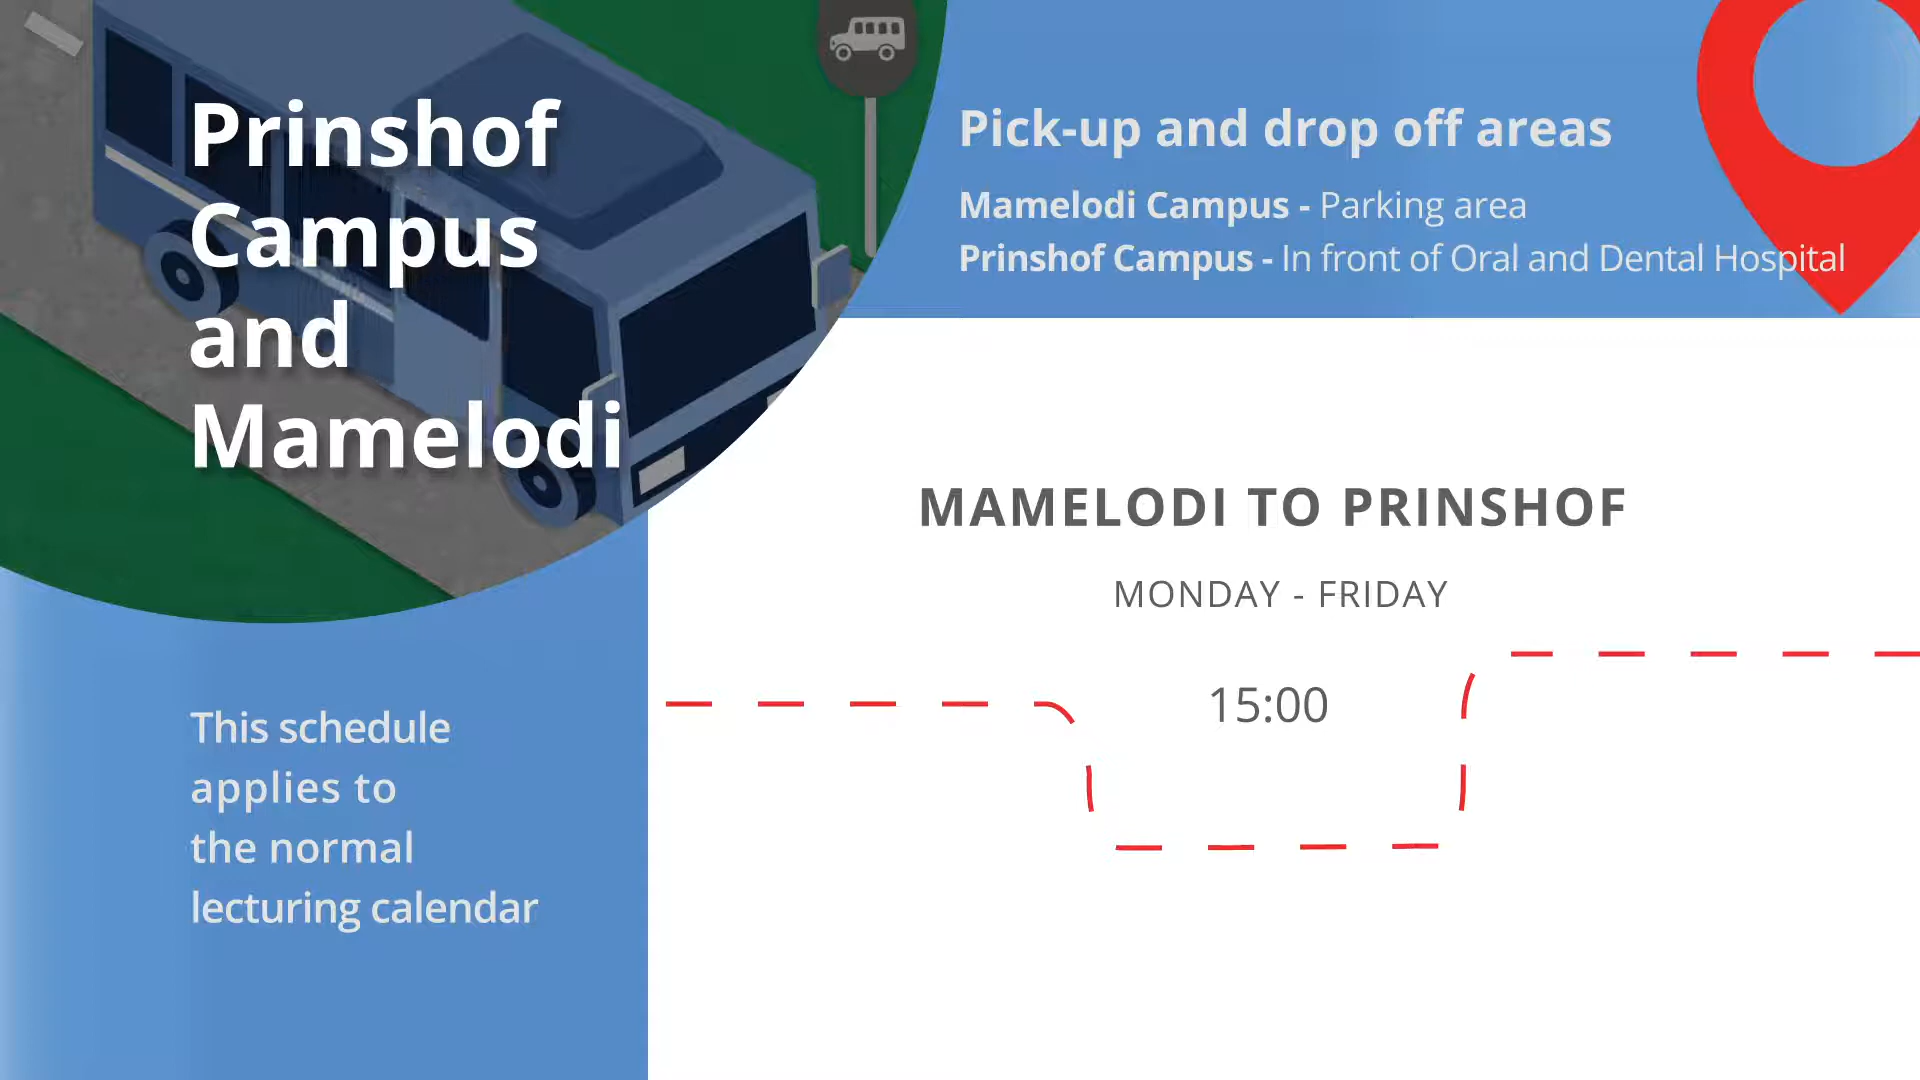 Prinshof
Campus
and
Mamelodi
Pick-up and drop off areas
Mamelodi Campus - Parking area
Prinshof Campus - In front of Oral and Dental Hospital
MAMELODI TO PRINSHOF
MONDAY - FRIDAY
15:00
This schedule
applies to
the normal
lecturing calendar